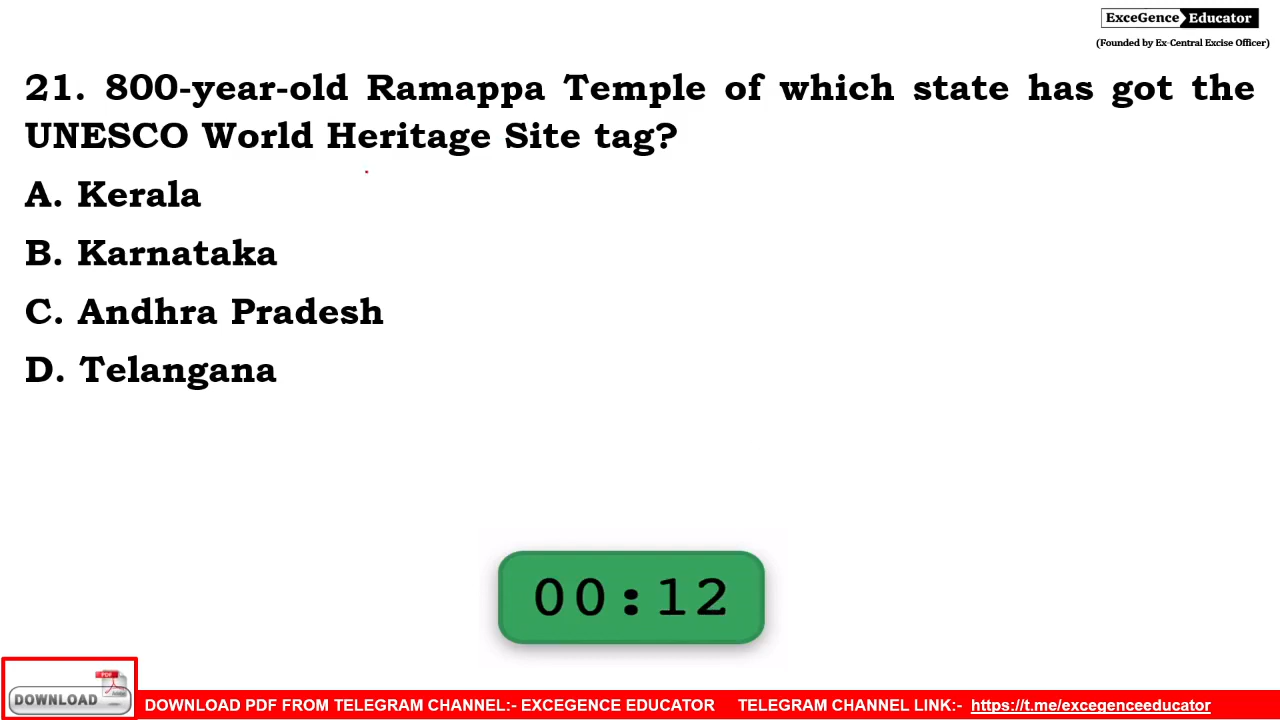 ExceGence Educator
(Founded by Ex-Central Excise Officer)
21. 800-year-old Ramappa Temple of which state has got the
UNESCO World Heritage Site tag?
A. Kerala
B. Karnataka
C. Andhra Pradesh
D. Telangana
00:12
PDF
Adobe
DOWNLOAD
DOWNLOAD PDF FROM TELEGRAM CHANNEL:- EXCEGENCE EDUCATOR TELEGRAM CHANNEL LINK:- https://t.me/excegenceeducator